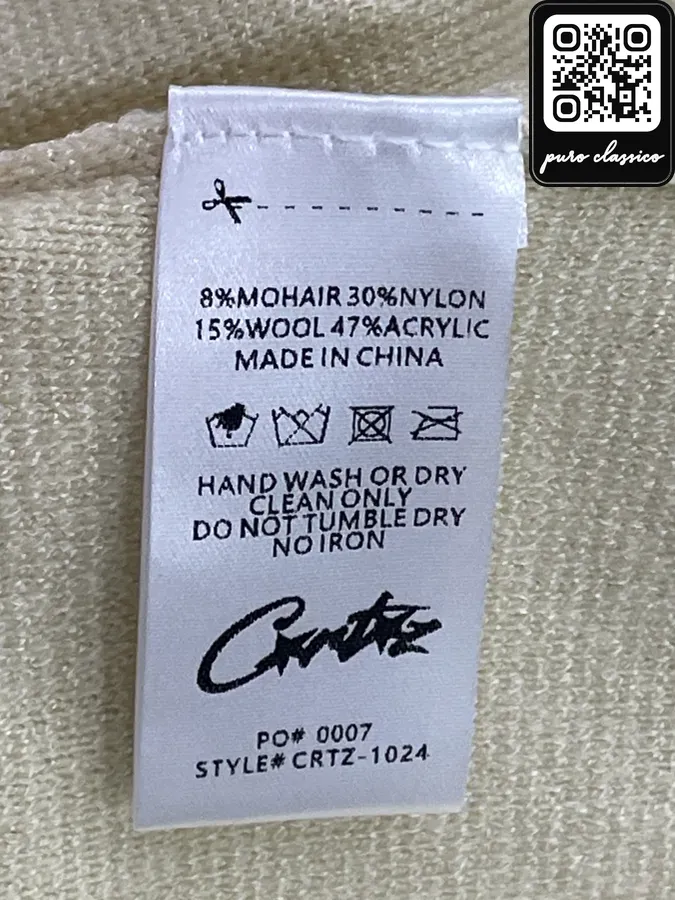 puro classico
8%MOHAIR 30%NYLON
15%WOOL 47%ACRYLIC
MADE IN CHINA
HAND WASH OR DRY
CLEAN ONLY
DO NOT TUMBLE DRY
NO IRON
Crrtz
PO# 0007
STYLE# CRTZ-1024